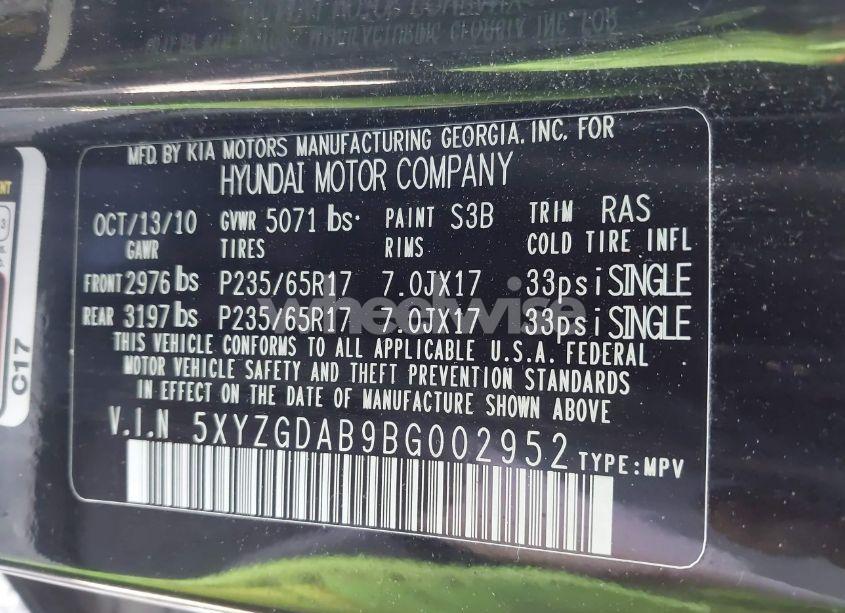 MFD. BY KIA MOTORS MANUFACTURING GEORGIA. INC. FOR
HYUNDAI MOTOR COMPANY
OCT/13/10 GVWR 5071 lbs. PAINT S3B TRIM RAS
GAWR TIRES RIMS COLD TIRE INFL
FRONT 2976 lbs P235/65R17 7.0JX17 33psi SINGLE
REAR 3197 lbs P235/65R17 7.0JX17 33psi SINGLE
THIS VEHICLE CONFORMS TO ALL APPLICABLE U.S.A. FEDERAL
MOTOR VEHICLE SAFETY AND THEFT PREVENTION STANDARDS
IN EFFECT ON THE DATE OF MANUFACTURE SHOWN ABOVE
V.I.N 5XYZGDAB9BG002952 TYPE:MPV
C17
wheelwise